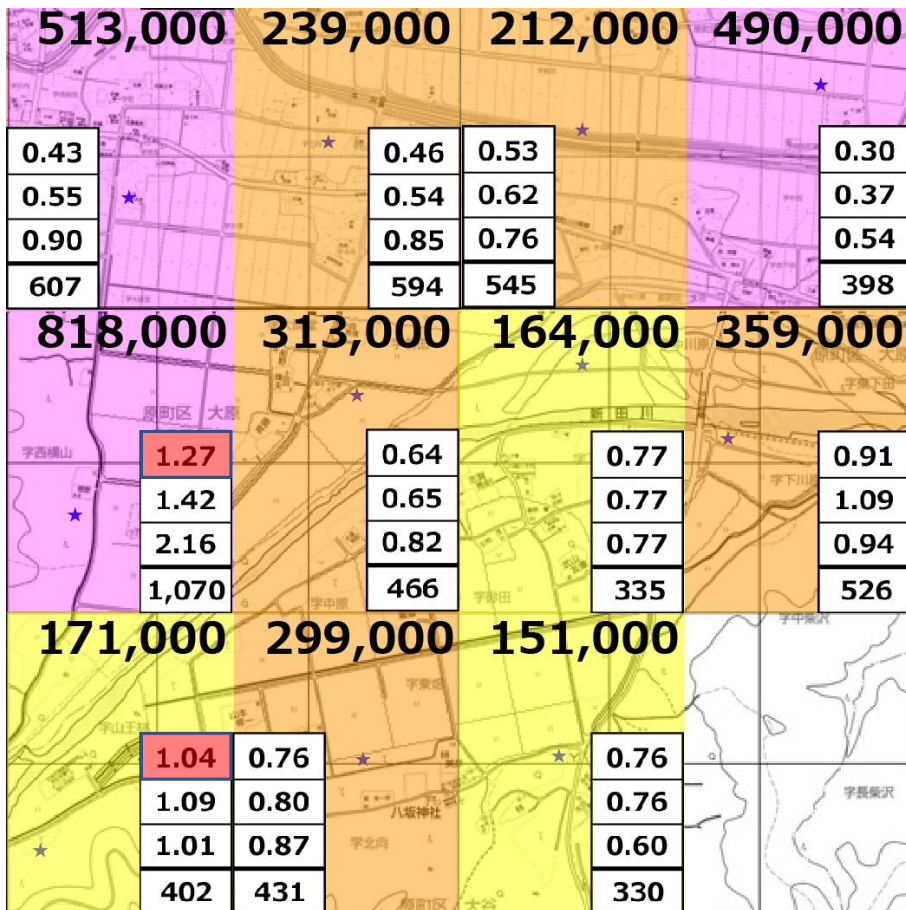 513,000 239,000 212,000 490,000
0.43 0.46 0.53 0.30
0.55 0.54 0.62 0.37
0.90 0.85 0.76 0.54
607 594 545 398
818,000 313,000 164,000 359,000
原町区 大原
字東下田
新田川
字西横山
1.27 0.64 0.77 0.91
字下川原
1.42 0.65 0.77 1.09
2.16 0.82 0.77 0.94
1,070 466 335 526
字中原 字砂田
字中柴沢
171,000 299,000 151,000
字東畑
字山王林
1.04 0.76 0.76
1.09 0.80 0.76
字長柴沢
八坂神社
1.01 0.87 0.60
字北向
402 431 330
原町区 大谷